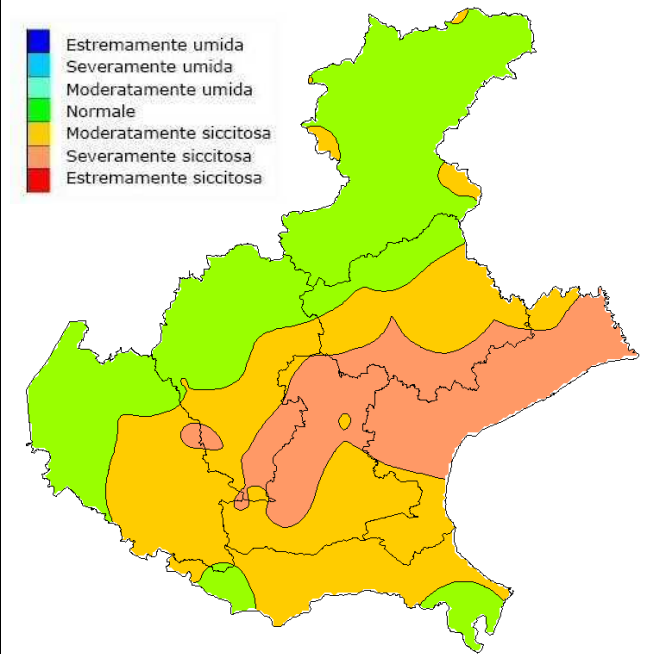 Estremamente umida
Severamente umida
Moderatamente umida
Normale
Moderatamente siccitosa
Severamente siccitosa
Estremamente siccitosa